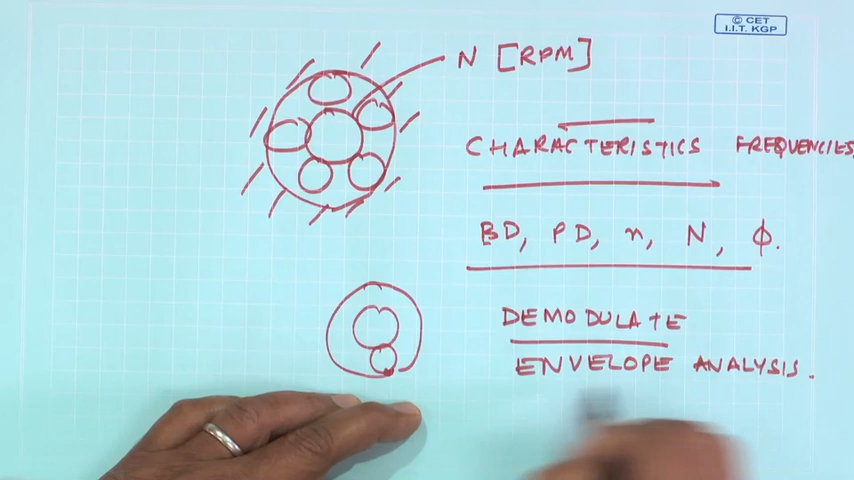 © CET
I.I.T. KGP
N [RPM]
CHARACTERISTICS FREQUENCIES
BD, PD, n, N, ϕ.
DEMODULATE
ENVELOPE ANALYSIS.